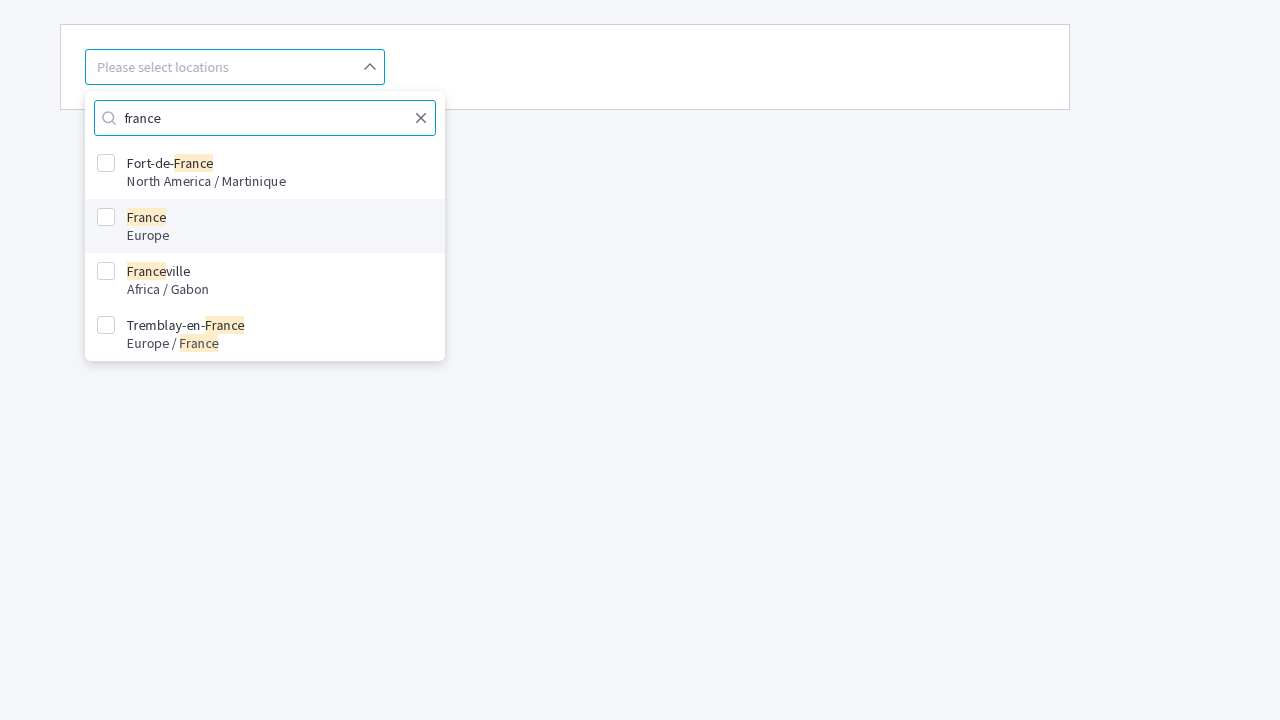 Please select locations
france
Fort-de-France
North America / Martinique
France
Europe
Franceville
Africa / Gabon
Tremblay-en-France
Europe / France